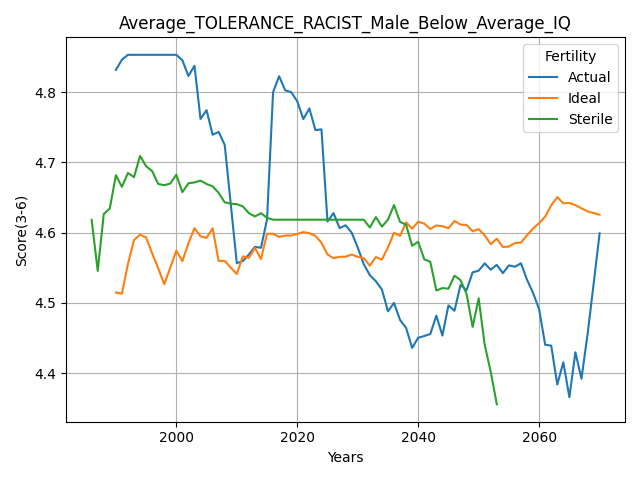 Average_TOLERANCE_RACIST_Male_Below_Average_IQ
Fertility
Actual
Ideal
Sterile
Score(3-6)
4.8
4.7
4.6
4.5
4.4
2000
2020
2040
2060
Years